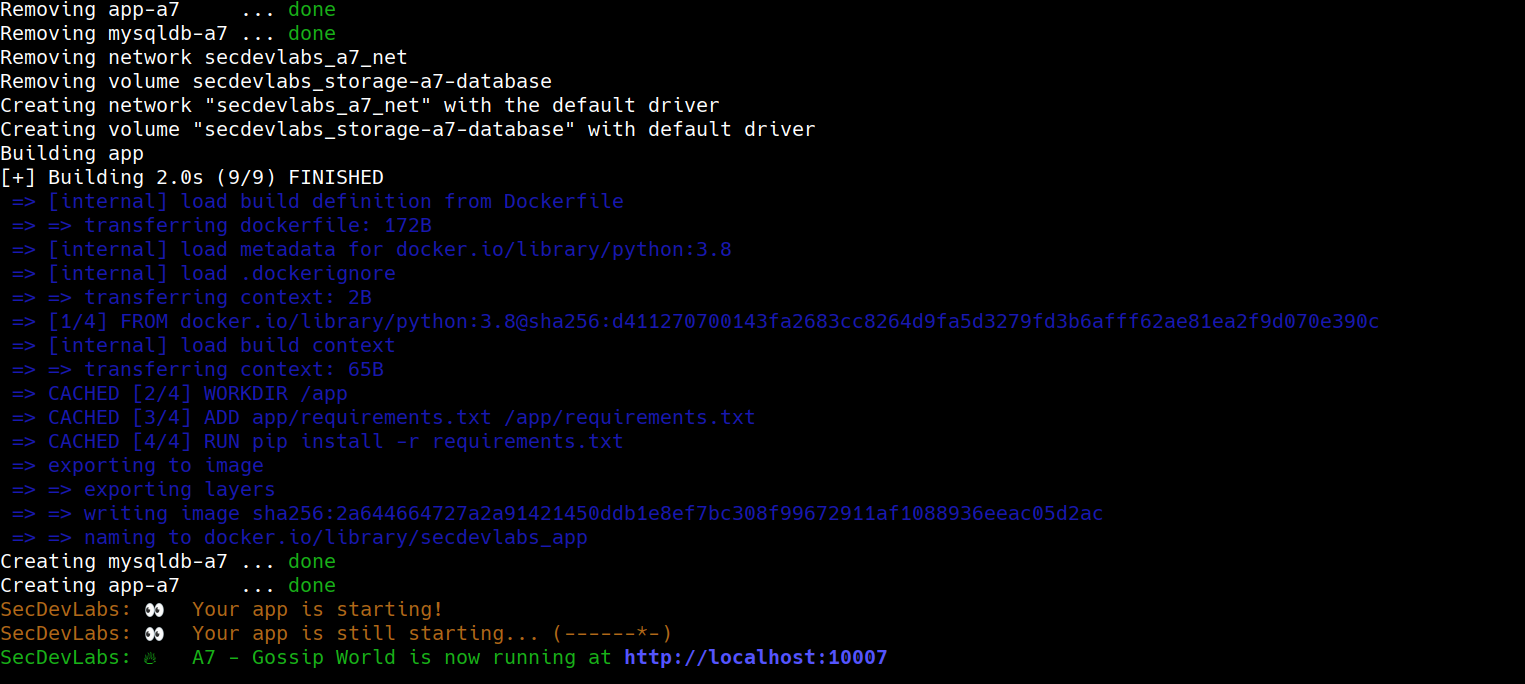 Removing app-a7     ... done
Removing mysqldb-a7 ... done
Removing network secdevlabs_a7_net
Removing volume secdevlabs_storage-a7-database
Creating network "secdevlabs_a7_net" with the default driver
Creating volume "secdevlabs_storage-a7-database" with default driver
Building app
[+] Building 2.0s (9/9) FINISHED
 => [internal] load build definition from Dockerfile
 => => transferring dockerfile: 172B
 => [internal] load metadata for docker.io/library/python:3.8
 => [internal] load .dockerignore
 => => transferring context: 2B
 => [1/4] FROM docker.io/library/python:3.8@sha256:d411270700143fa2683cc8264d9fa5d3279fd3b6afff62ae81ea2f9d070e390c
 => [internal] load build context
 => => transferring context: 65B
 => CACHED [2/4] WORKDIR /app
 => CACHED [3/4] ADD app/requirements.txt /app/requirements.txt
 => CACHED [4/4] RUN pip install -r requirements.txt
 => exporting to image
 => => exporting layers
 => => writing image sha256:2a644664727a2a91421450ddb1e8ef7bc308f99672911af1088936eeac05d2ac
 => => naming to docker.io/library/secdevlabs_app
Creating mysqldb-a7 ... done
Creating app-a7     ... done
SecDevLabs: 👀  Your app is starting!
SecDevLabs: 👀  Your app is still starting... (------*-)
SecDevLabs: 🔥  A7 - Gossip World is now running at http://localhost:10007